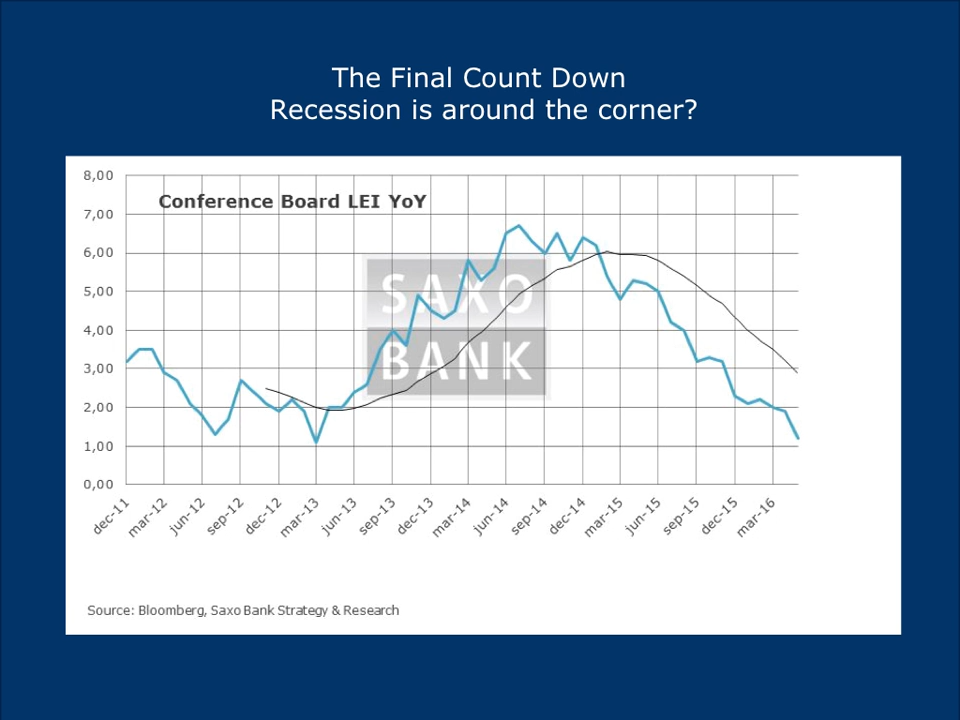 The Final Count Down
Recession is around the corner?
8,00
Conference Board LEI YoY
7,00
6,00
5,00
4,00
3,00
2,00
1,00
0,00
SAXO
BANK
dec-11 mar-12 jun-12 sep-12 dec-12 mar-13 jun-13 sep-13 dec-13 mar-14 jun-14 sep-14 dec-14 mar-15 jun-15 sep-15 dec-15 mar-16
Source: Bloomberg, Saxo Bank Strategy & Research